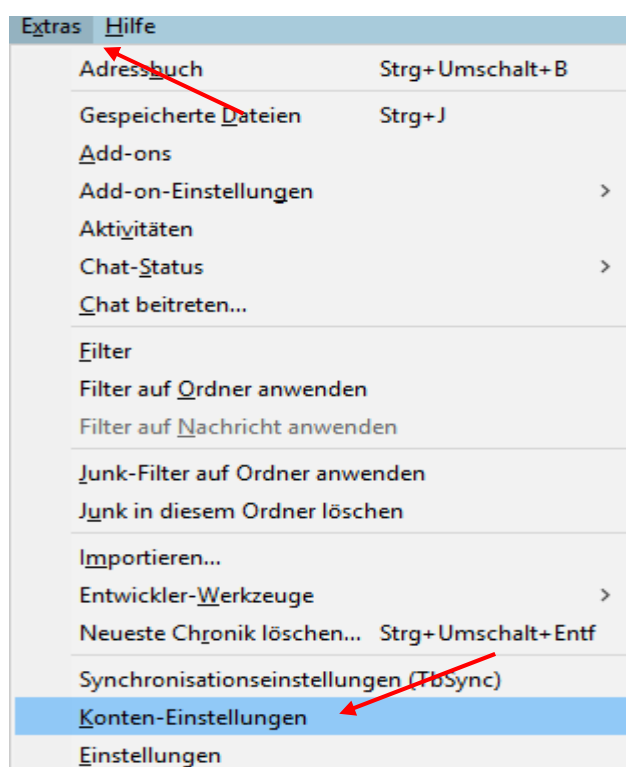 Extras Hilfe
Adressbuch Strg+Umschalt+B
Gespeicherte Dateien Strg+J
Add-ons
Add-on-Einstellungen >
Aktivitäten
Chat-Status >
Chat beitreten...
Filter
Filter auf Ordner anwenden
Filter auf Nachricht anwenden
Junk-Filter auf Ordner anwenden
Junk in diesem Ordner löschen
Importieren...
Entwickler-Werkzeuge >
Neueste Chronik löschen... Strg+Umschalt+Entf
Synchronisationseinstellungen (TbSync)
Konten-Einstellungen
Einstellungen